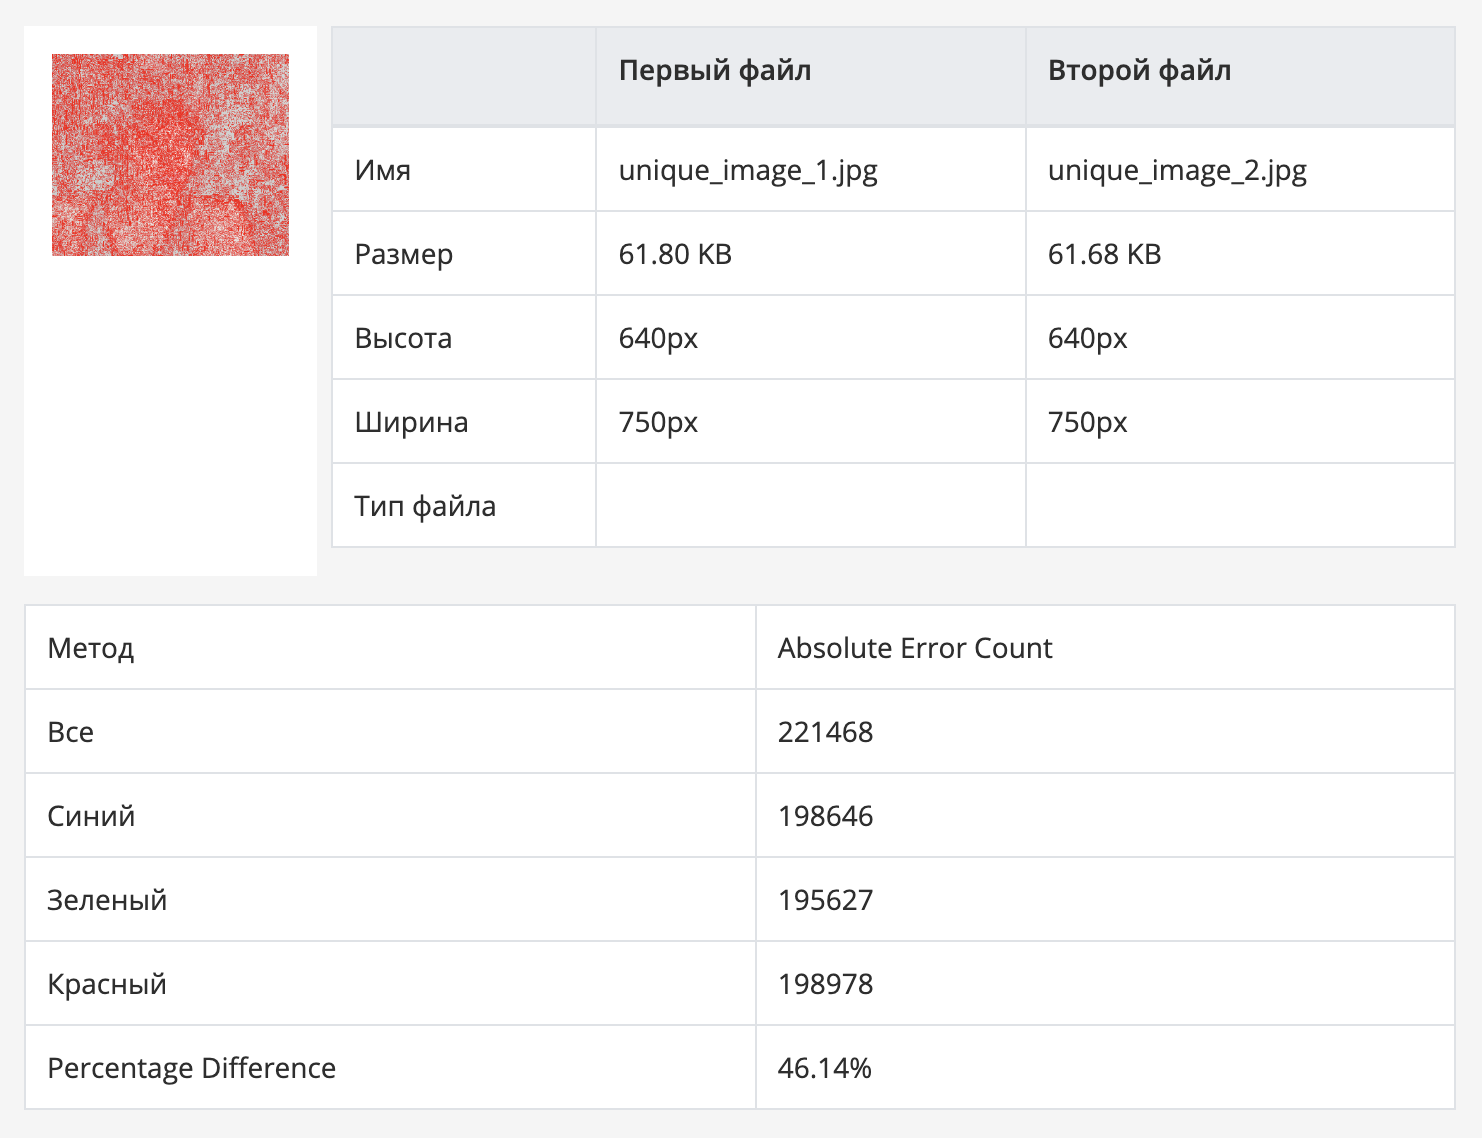 Первый файл Второй файл
Имя unique_image_1.jpg unique_image_2.jpg
Размер 61.80 KB 61.68 KB
Высота 640px 640px
Ширина 750px 750px
Тип файла
Метод Absolute Error Count
Все 221468
Синий 198646
Зеленый 195627
Красный 198978
Percentage Difference 46.14%